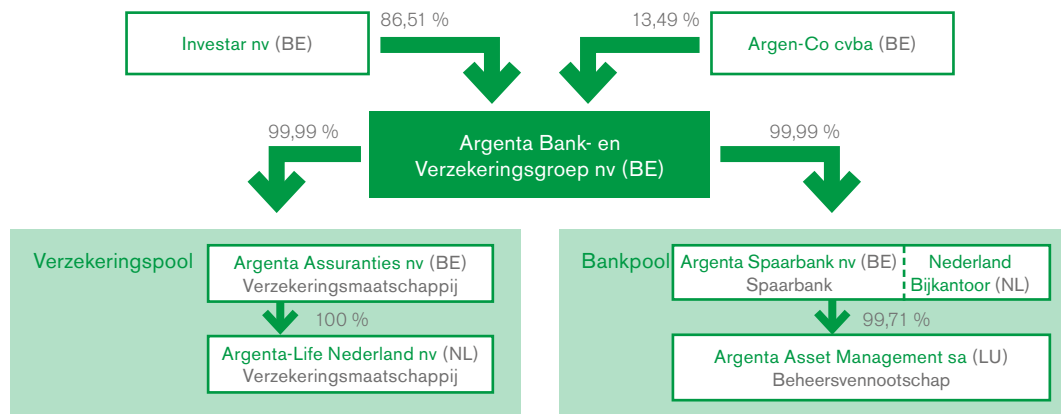 86,51 %
13,49 %
Investar nv (BE)
Argen-Co cvba (BE)
99,99 %
Argenta Bank- en
Verzekeringsgroep nv (BE)
99,99 %
Verzekeringspool
Argenta Assuranties nv (BE)
Verzekeringsmaatschappij
100 %
Argenta-Life Nederland nv (NL)
Verzekeringsmaatschappij
Bankpool
Argenta Spaarbank nv (BE)
Spaarbank
Nederland
Bijkantoor (NL)
99,71 %
Argenta Asset Management sa (LU)
Beheersvennootschap